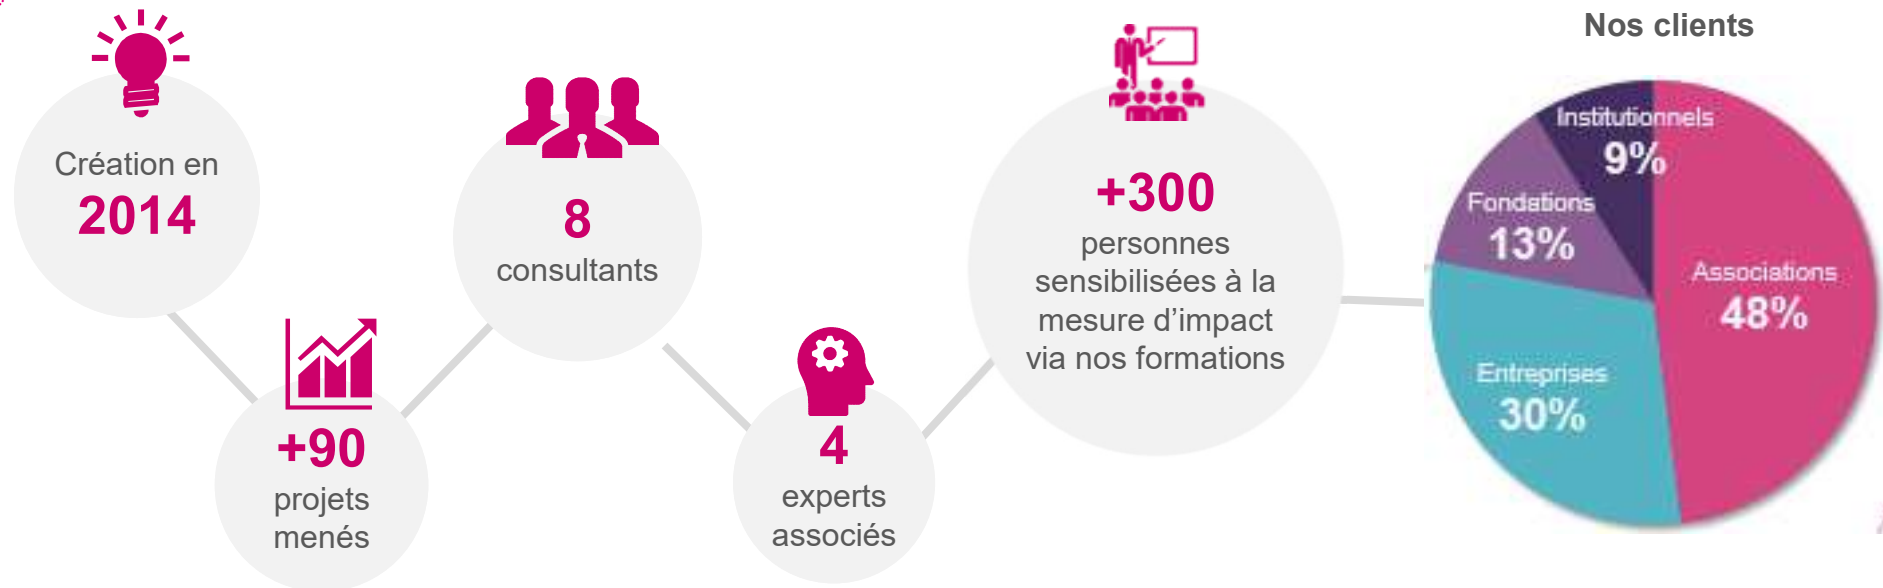 Création en
2014
+90
projets
menés
8
consultants
4
experts
associés
+300
personnes
sensibilisées à la
mesure d’impact
via nos formations
Nos clients
Institutionnels
9%
Fondations
13%
Associations
48%
Entreprises
30%